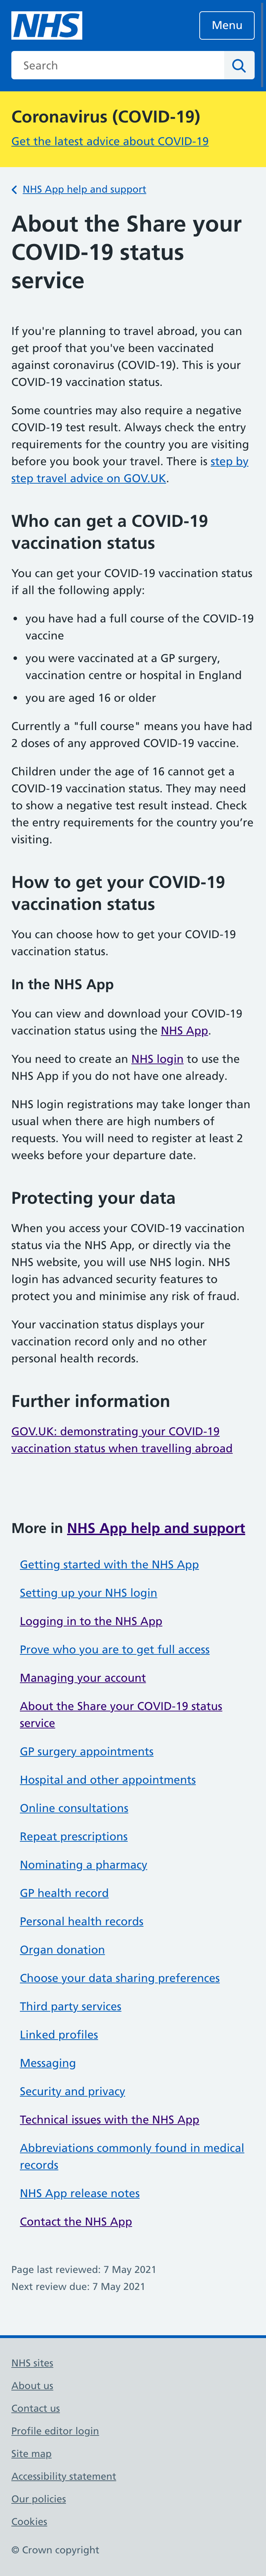 NHS
Menu
Search
Coronavirus (COVID-19)
Get the latest advice about COVID-19
NHS App help and support
About the Share your
COVID-19 status
service
If you're planning to travel abroad, you can
get proof that you've been vaccinated
against coronavirus (COVID-19). This is your
COVID-19 vaccination status.
Some countries may also require a negative
COVID-19 test result. Always check the entry
requirements for the country you are visiting
before you book your travel. There is step by
step travel advice on GOV.UK.
Who can get a COVID-19
vaccination status
You can get your COVID-19 vaccination status
if all the following apply:
• you have had a full course of the COVID-19
vaccine
• you were vaccinated at a GP surgery,
vaccination centre or hospital in England
• you are aged 16 or older
Currently a "full course" means you have had
2 doses of any approved COVID-19 vaccine.
Children under the age of 16 cannot get a
COVID-19 vaccination status. They may need
to show a negative test result instead. Check
the entry requirements for the country you’re
visiting.
How to get your COVID-19
vaccination status
You can choose how to get your COVID-19
vaccination status.
In the NHS App
You can view and download your COVID-19
vaccination status using the NHS App.
You need to create an NHS login to use the
NHS App if you do not have one already.
NHS login registrations may take longer than
usual when there are high numbers of
requests. You will need to register at least 2
weeks before your departure date.
Protecting your data
When you access your COVID-19 vaccination
status via the NHS App, or directly via the
NHS website, you will use NHS login. NHS
login has advanced security features to
protect you and minimise any risk of fraud.
Your vaccination status displays your
vaccination record only and no other
personal health records.
Further information
GOV.UK: demonstrating your COVID-19
vaccination status when travelling abroad
More in NHS App help and support
Getting started with the NHS App
Setting up your NHS login
Logging in to the NHS App
Prove who you are to get full access
Managing your account
About the Share your COVID-19 status
service
GP surgery appointments
Hospital and other appointments
Online consultations
Repeat prescriptions
Nominating a pharmacy
GP health record
Personal health records
Organ donation
Choose your data sharing preferences
Third party services
Linked profiles
Messaging
Security and privacy
Technical issues with the NHS App
Abbreviations commonly found in medical
records
NHS App release notes
Contact the NHS App
Page last reviewed: 7 May 2021
Next review due: 7 May 2021
NHS sites
About us
Contact us
Profile editor login
Site map
Accessibility statement
Our policies
Cookies
© Crown copyright